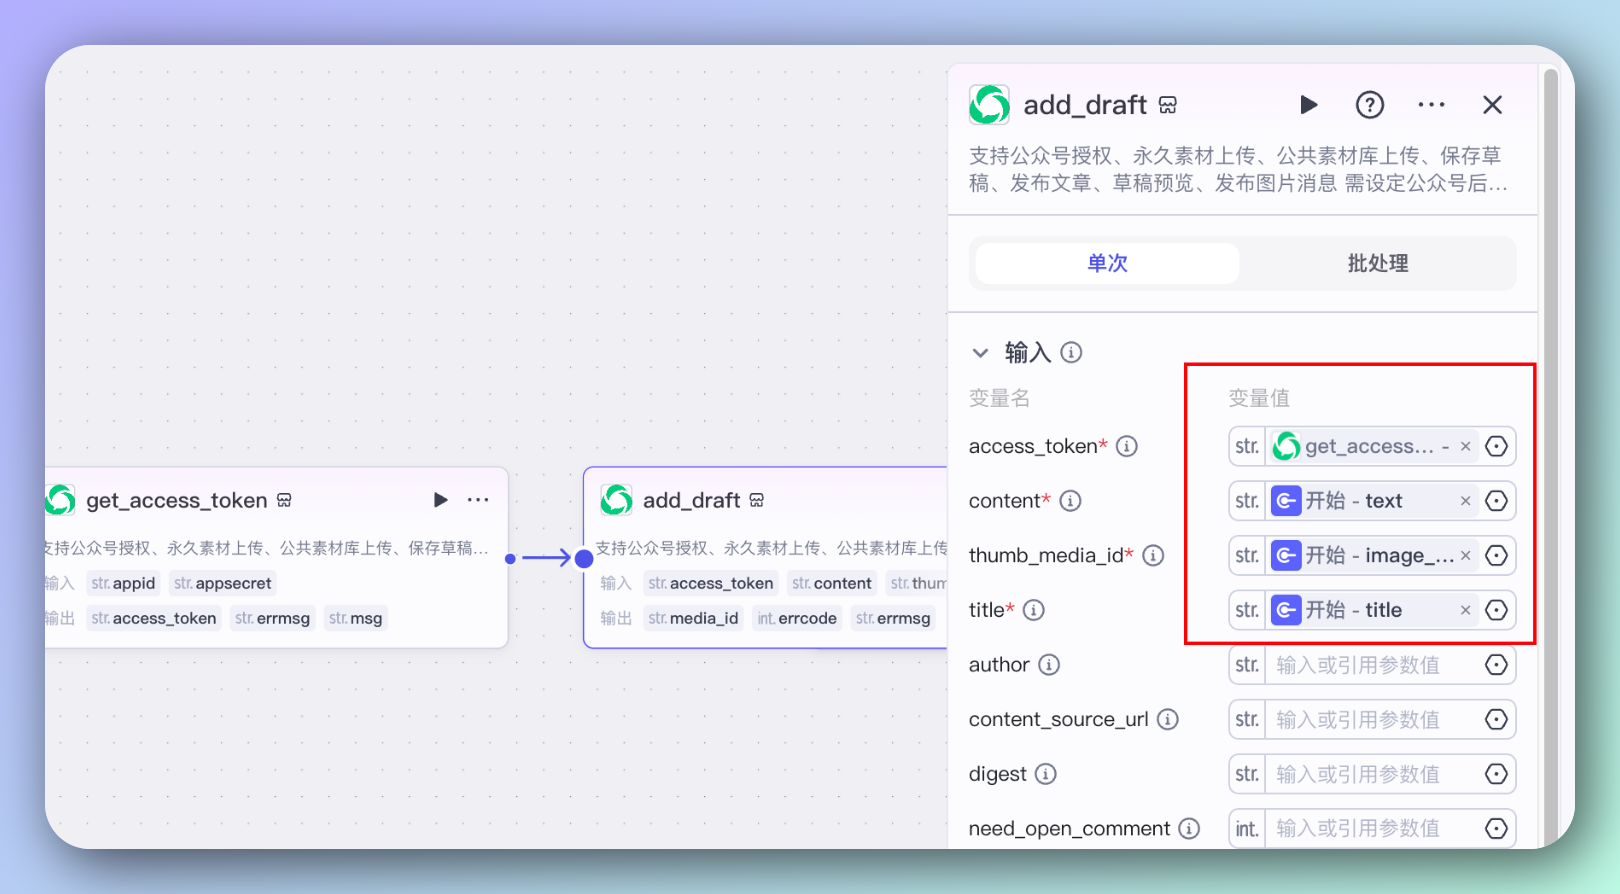 get_access_token
支持公众号授权、永久素材上传、公共素材库上传、保存草稿...
输入 str. appid str. appsecret
输出 str. access_token str. errmsg str. msg
add_draft
支持公众号授权、永久素材上传、公共素材库上传
输入 str. access_token str. content str. thum
输出 str. media_id int. errcode str. errmsg
add_draft
支持公众号授权、永久素材上传、公共素材库上传、保存草
稿、发布文章、草稿预览、发布图片消息 需设定公众号后...
单次 批处理
输入
变量名 变量值
access_token* str. get_access... - ×
content* str. 开始 - text ×
thumb_media_id* str. 开始 - image_... ×
title* str. 开始 - title ×
author str. 输入或引用参数值
content_source_url str. 输入或引用参数值
digest str. 输入或引用参数值
need_open_comment int. 输入或引用参数值